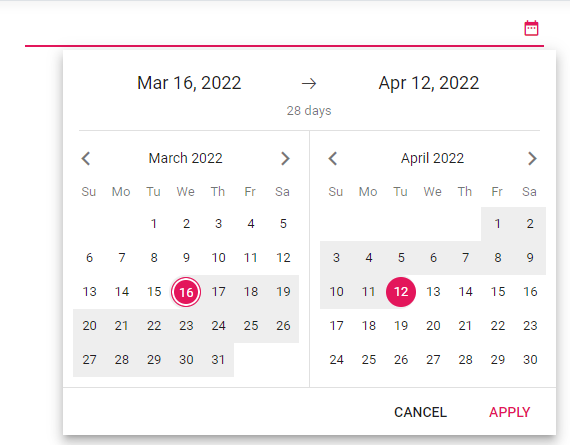 Mar 16, 2022 → Apr 12, 2022
28 days
March 2022
Su Mo Tu We Th Fr Sa
1 2 3 4 5
6 7 8 9 10 11 12
13 14 15 16 17 18 19
20 21 22 23 24 25 26
27 28 29 30 31
April 2022
Su Mo Tu We Th Fr Sa
1 2
3 4 5 6 7 8 9
10 11 12 13 14 15 16
17 18 19 20 21 22 23
24 25 26 27 28 29 30
CANCEL APPLY